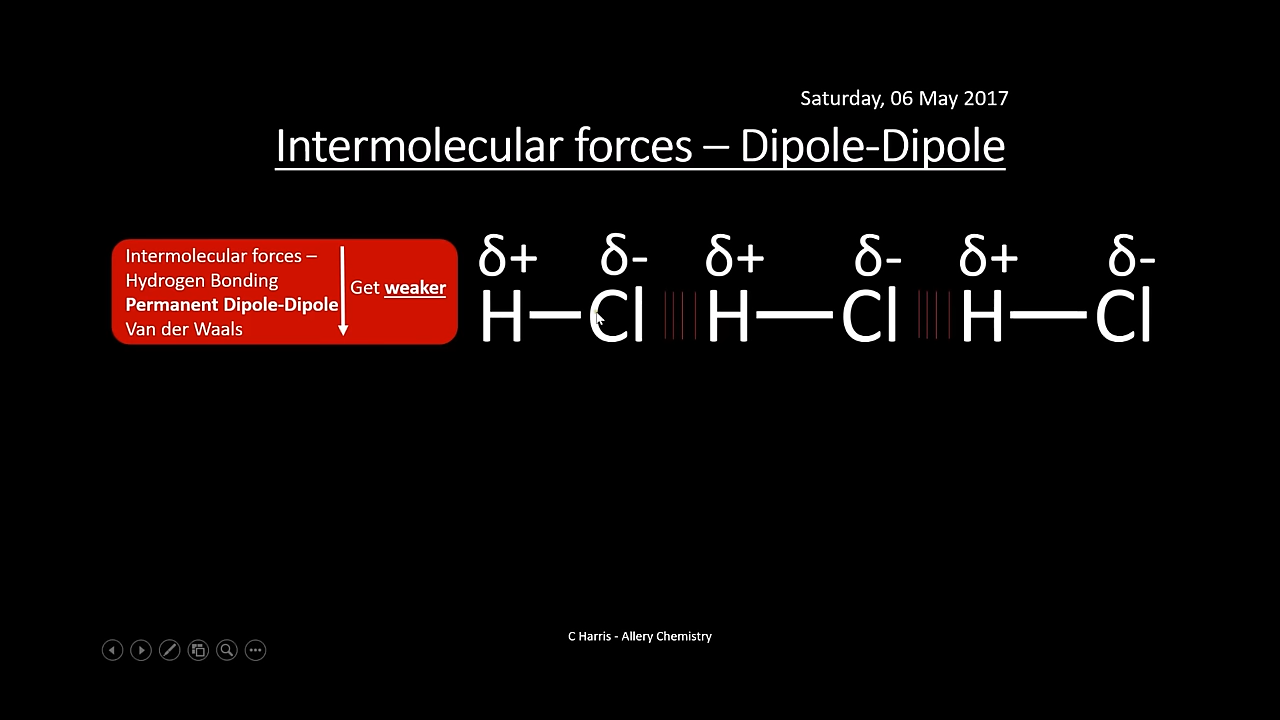 Saturday, 06 May 2017
Intermolecular forces – Dipole-Dipole
Intermolecular forces –
Hydrogen Bonding
Permanent Dipole-Dipole
Van der Waals
Get weaker
δ+ δ- δ+ δ- δ+ δ-
H Cl H Cl H Cl
C Harris - Allery Chemistry